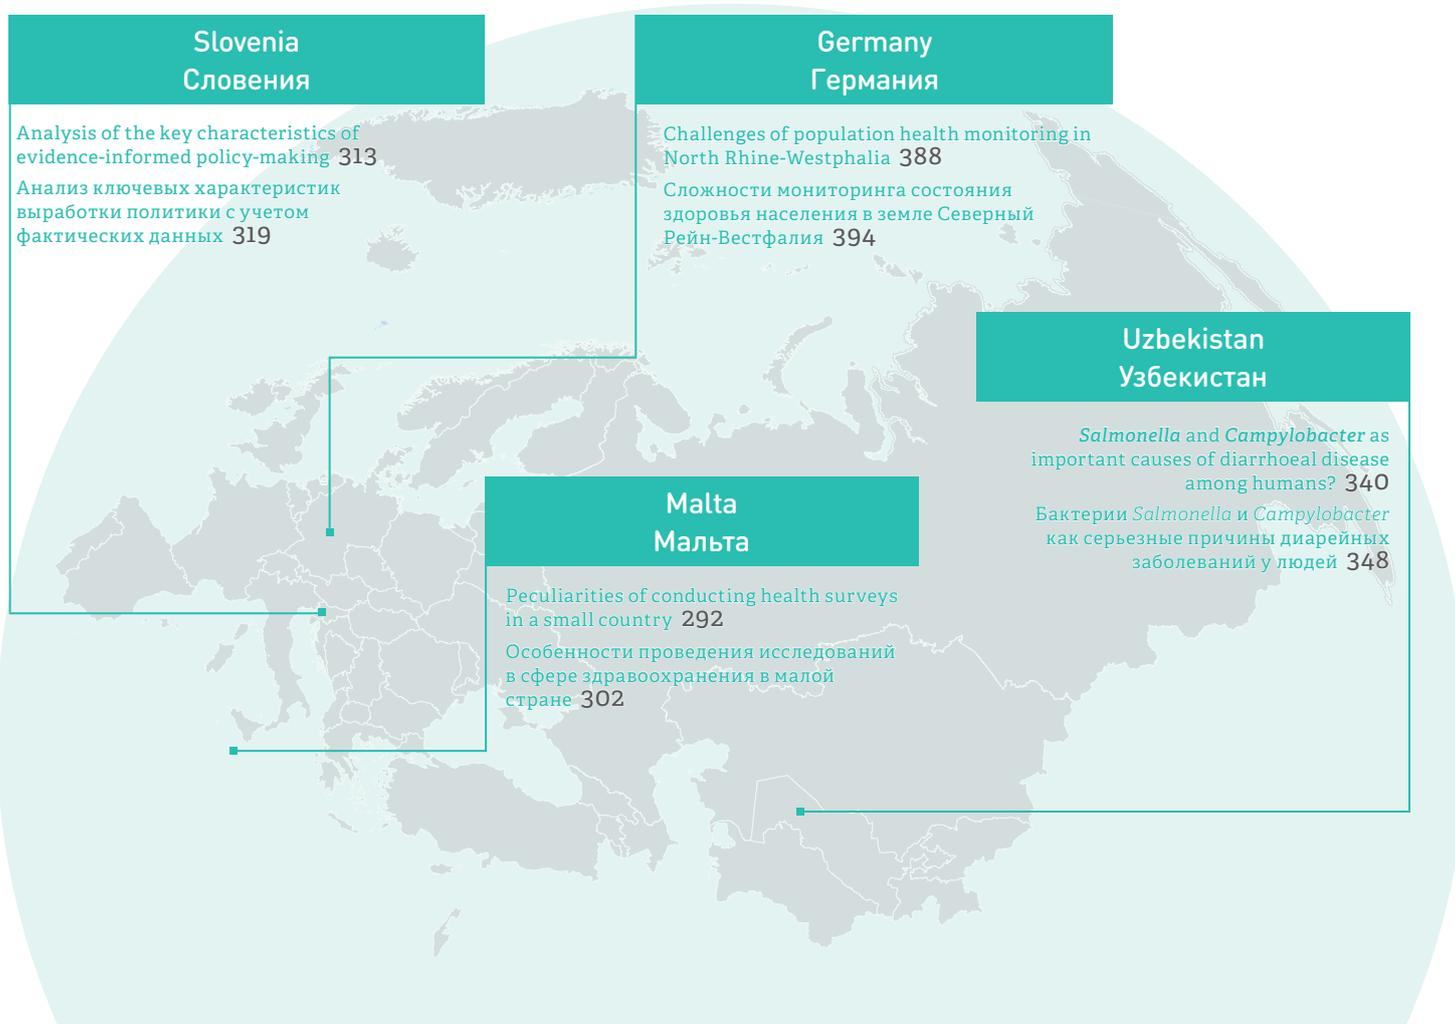 Slovenia
Словения
Analysis of the key characteristics of
evidence-informed policy-making 313
Анализ ключевых характеристик
выработки политики с учетом
фактических данных 319
Germany
Германия
Challenges of population health monitoring in
North Rhine-Westphalia 388
Сложности мониторинга состояния
здоровья населения в земле Северный
Рейн-Вестфалия 394
Uzbekistan
Узбекистан
Salmonella and Campylobacter as
important causes of diarrhoeal disease
among humans? 340
Бактерии Salmonella и Campylobacter
как серьезные причины диарейных
заболеваний у людей 348
Malta
Мальта
Peculiarities of conducting health surveys
in a small country 292
Особенности проведения исследований
в сфере здравоохранения в малой
стране 302